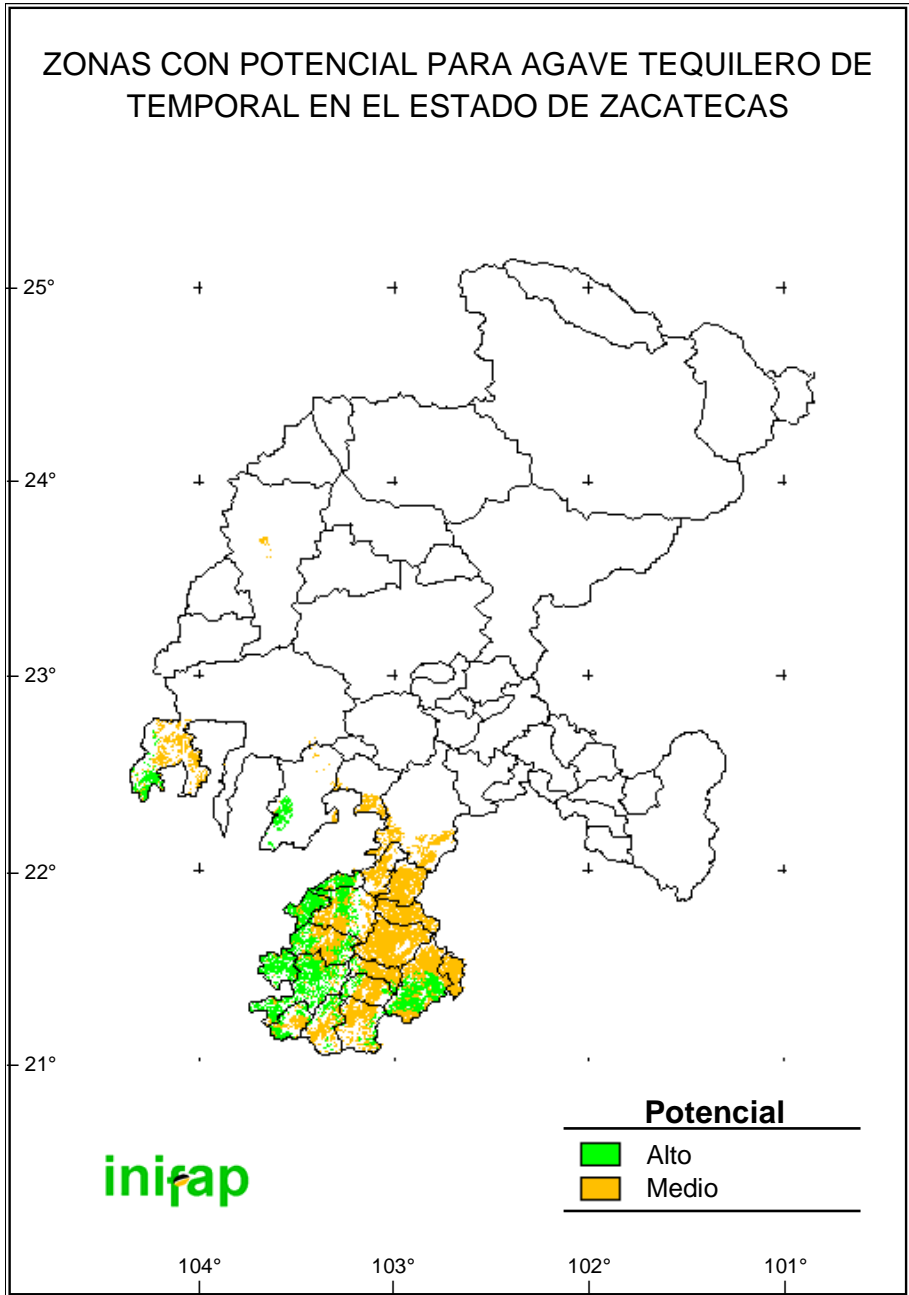 ZONAS CON POTENCIAL PARA AGAVE TEQUILERO DE
TEMPORAL EN EL ESTADO DE ZACATECAS
25°
24°
23°
22°
21°
Potencial
Alto
Medio
inifap
104°
103°
102°
101°